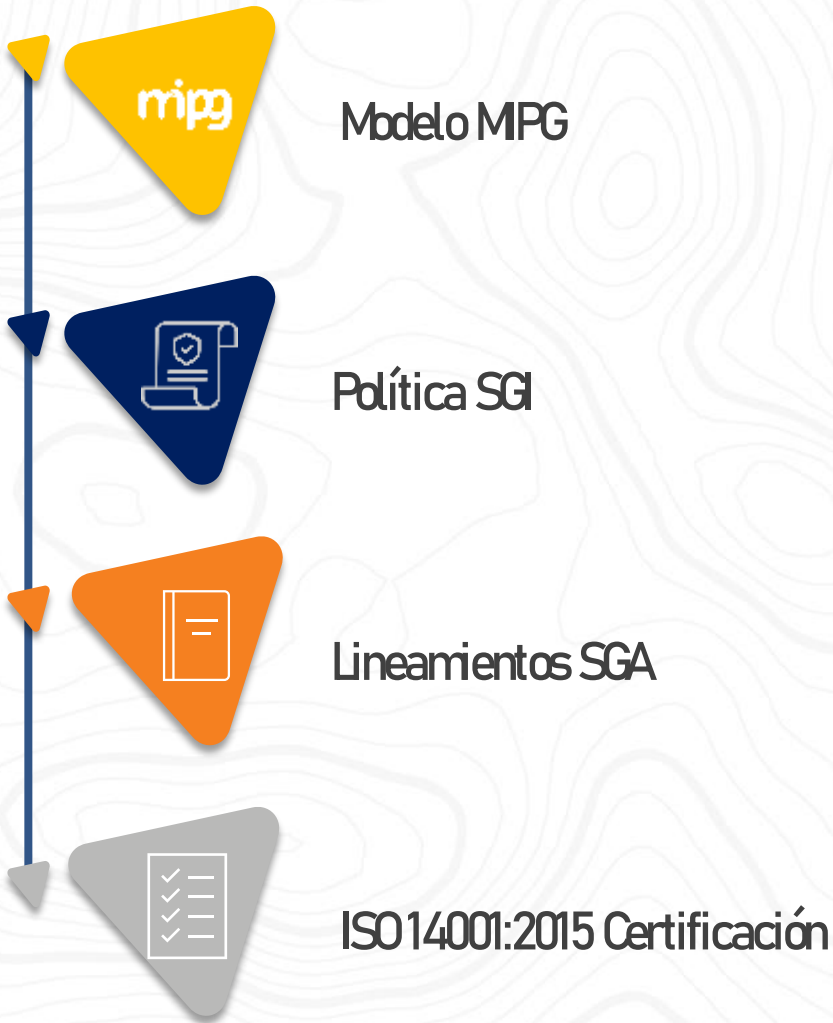 mipg
Modelo MIPG
Política SGI
Lineamientos SGA
ISO 14001:2015 Certificación